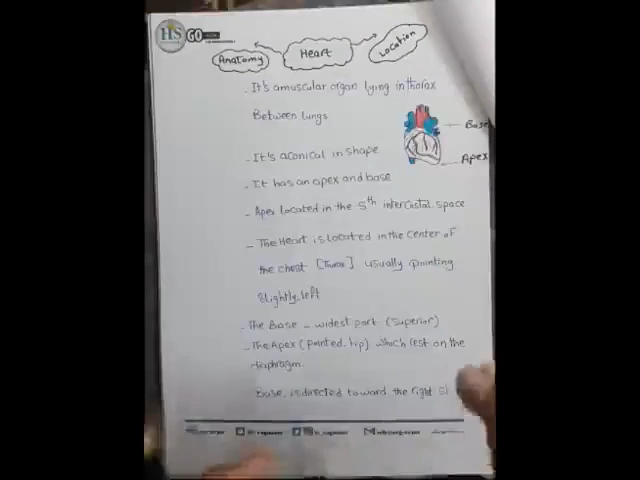 HS GO
Anatomy
Heart
Location
. It's a muscular organ lying in thorax
Between lungs
Base
Apex
- It's a conical in shape
- It has an apex and base
- Apex located in the 5th intercostal space
- The Heart is located in the center of
the chest [Thorax] usually pointing
slightly left
- The Base - widest part (superior)
- The Apex (pointed tip) which rest on the
diaphragm
Base is directed toward the right